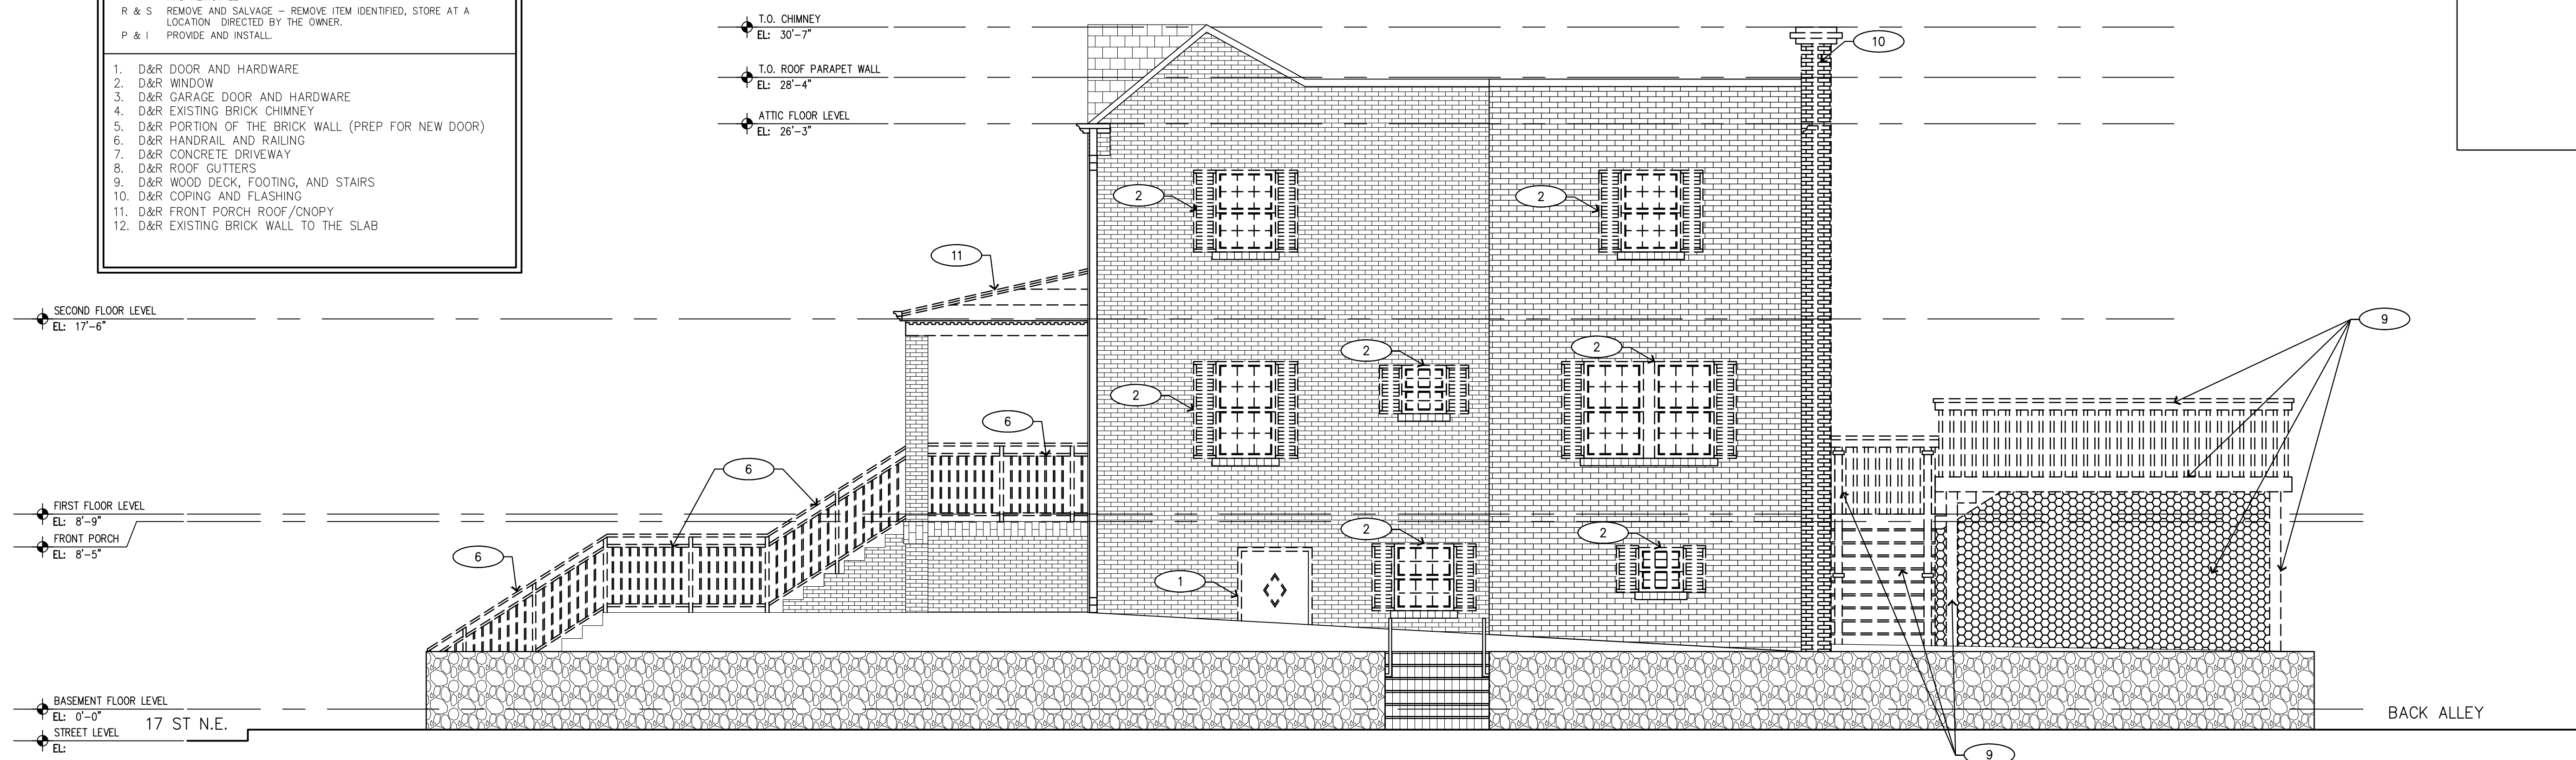 R & S REMOVE AND SALVAGE – REMOVE ITEM IDENTIFIED, STORE AT A
LOCATION DIRECTED BY THE OWNER.
P & I PROVIDE AND INSTALL.
1. D&R DOOR AND HARDWARE
2. D&R WINDOW
3. D&R GARAGE DOOR AND HARDWARE
4. D&R EXISTING BRICK CHIMNEY
5. D&R PORTION OF THE BRICK WALL (PREP FOR NEW DOOR)
6. D&R HANDRAIL AND RAILING
7. D&R CONCRETE DRIVEWAY
8. D&R ROOF GUTTERS
9. D&R WOOD DECK, FOOTING, AND STAIRS
10. D&R COPING AND FLASHING
11. D&R FRONT PORCH ROOF/CNOPY
12. D&R EXISTING BRICK WALL TO THE SLAB
T.O. CHIMNEY
EL: 30'-7"
T.O. ROOF PARAPET WALL
EL: 28'-4"
ATTIC FLOOR LEVEL
EL: 26'-3"
10
2
2
11
SECOND FLOOR LEVEL
EL: 17'-6"
9
2
2
2
6
6
FIRST FLOOR LEVEL
EL: 8'-9"
FRONT PORCH
EL: 8'-5"
6
2
2
1
BASEMENT FLOOR LEVEL
EL: 0'-0"
17 ST N.E.
STREET LEVEL
EL:
BACK ALLEY
9